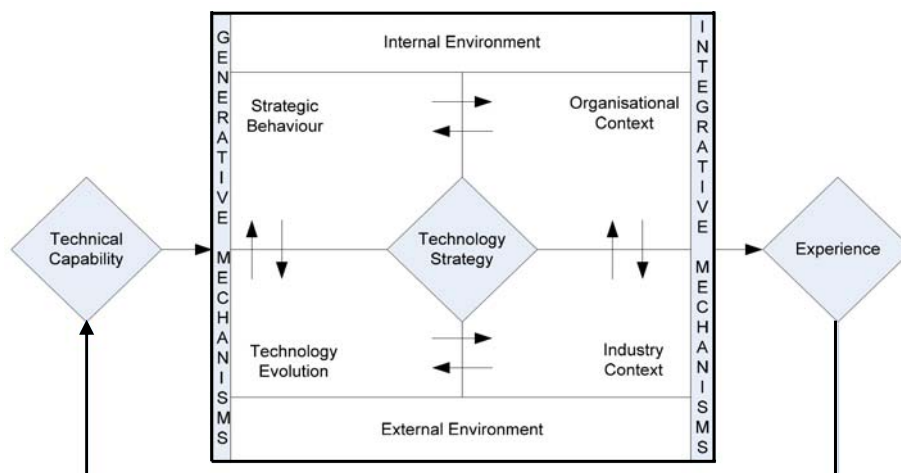 Internal Environment
GENERATIVE MECHANISMS
INTEGRATIVE MECHANISMS
Strategic
Behaviour
Organisational
Context
Technical
Capability
Technology
Strategy
Experience
Technology
Evolution
Industry
Context
External Environment